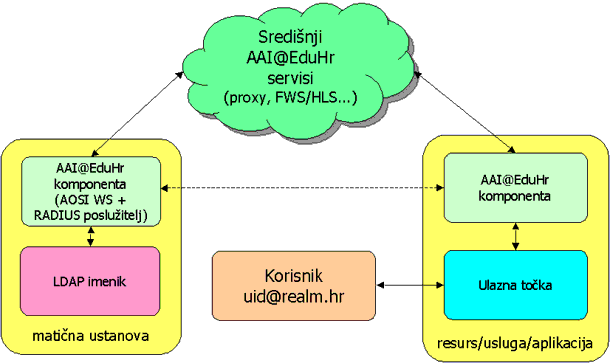 Središnji
AAI@EduHr
servisi
(proxy, FWS/HLS...)
AAI@EduHr
komponenta
(AOSI WS +
RADIUS poslužitelj)
LDAP imenik
matična ustanova
Korisnik
uid@realm.hr
AAI@EduHr
komponenta
Ulazna točka
resurs/usluga/aplikacija